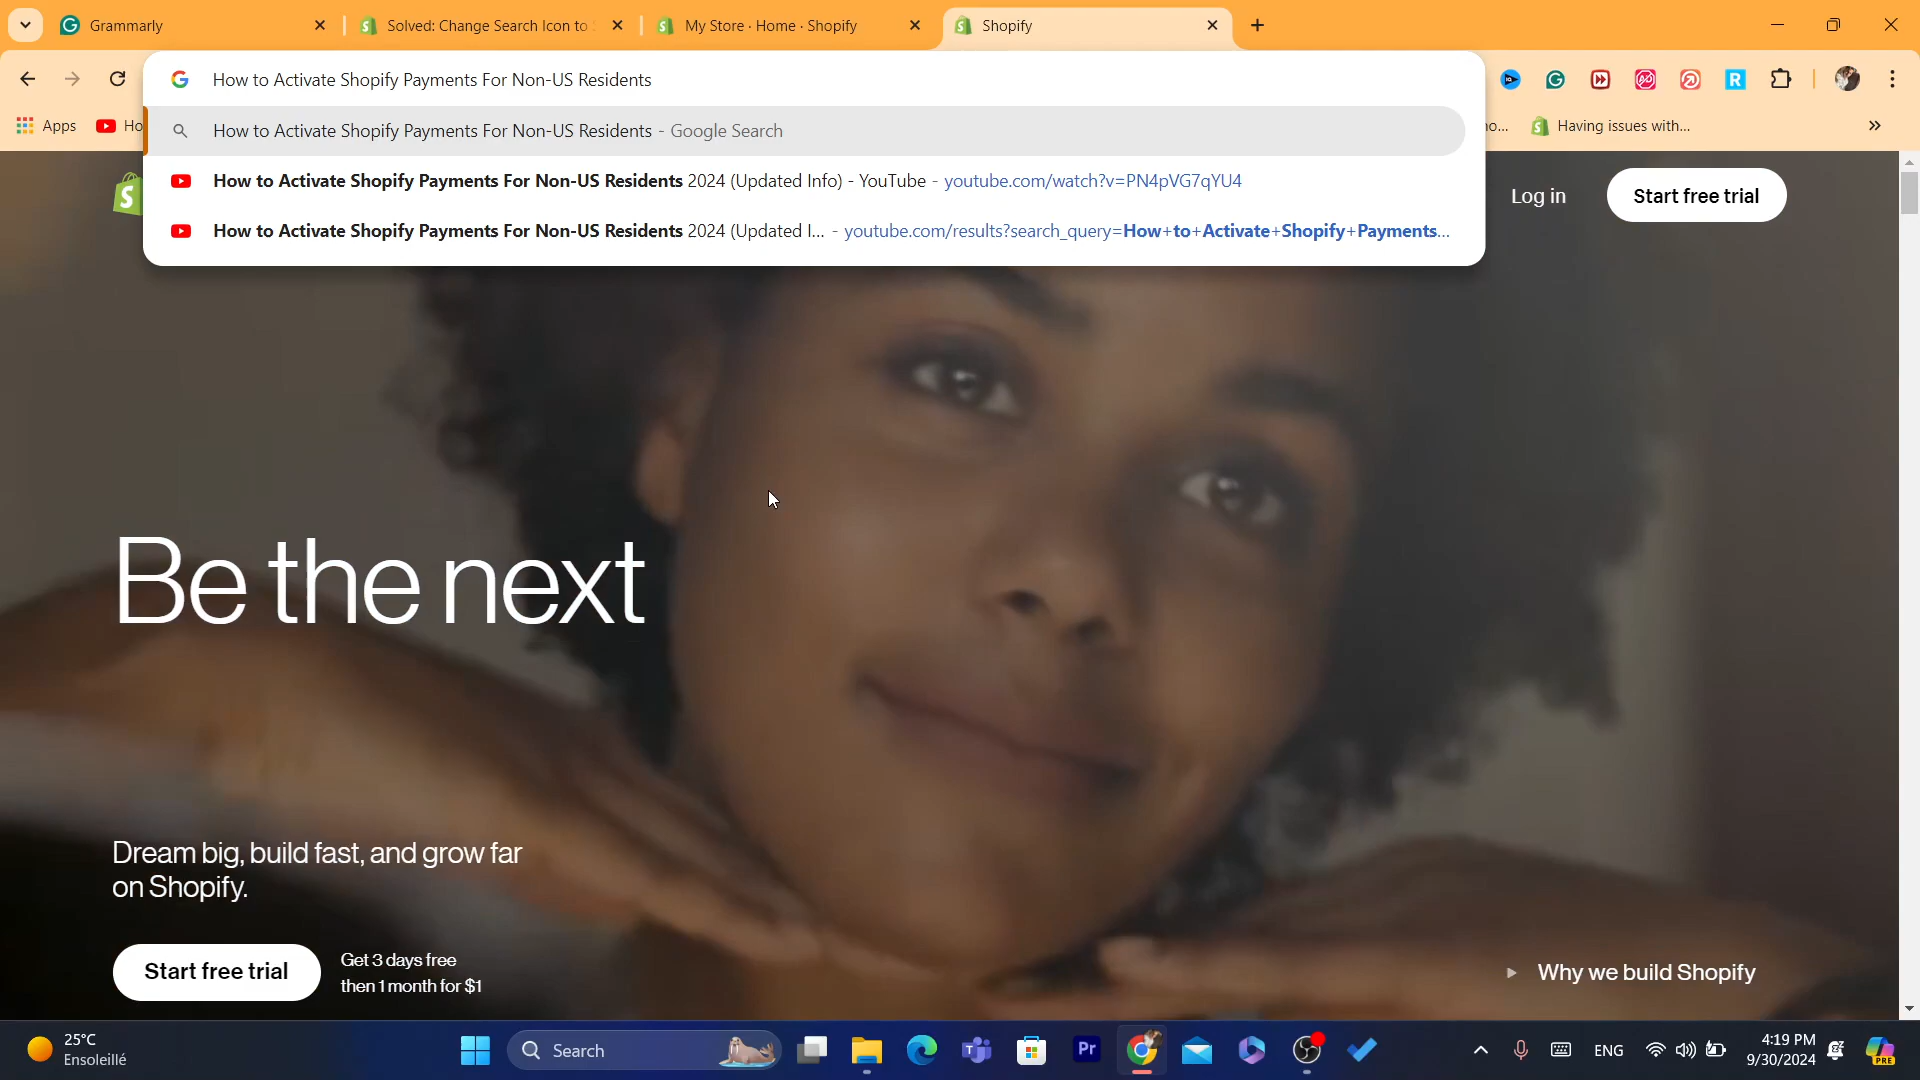 Grammarly
Solved: Change Search Icon to
My Store · Home · Shopify
Shopify
How to Activate Shopify Payments For Non-US Residents
How to Activate Shopify Payments For Non-US Residents - Google Search
How to Activate Shopify Payments For Non-US Residents 2024 (Updated Info) - YouTube - youtube.com/watch?v=PN4pVG7qYU4
How to Activate Shopify Payments For Non-US Residents 2024 (Updated I... - youtube.com/results?search_query=How+to+Activate+Shopify+Payments...
Apps
Ho
no...
Having issues with...
Log in
Start free trial
Be the next
Dream big, build fast, and grow far
on Shopify.
Start free trial
Get 3 days free
then 1 month for $1
Why we build Shopify
25°C
Ensoleillé
Search
Pr
ENG
4:19 PM
9/30/2024
PRE